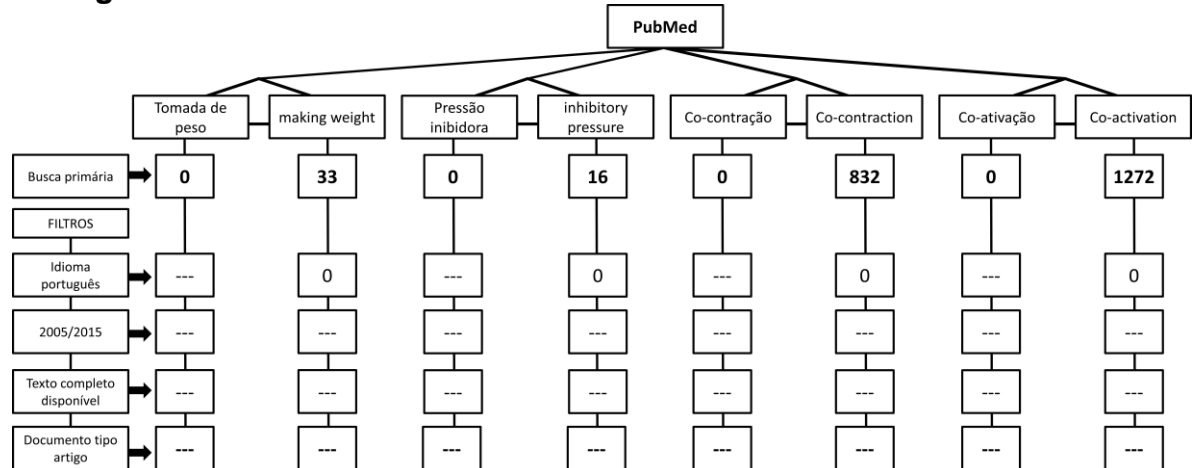 PubMed
Tomada de
peso
making weight
Pressão
inibidora
inhibitory
pressure
Co-contração
Co-contraction
Co-ativação
Co-activation
Busca primária
0
33
0
16
0
832
0
1272
FILTROS
Idioma
português
---
0
---
0
---
0
---
0
2005/2015
---
---
---
---
---
---
---
---
Texto completo
disponível
---
---
---
---
---
---
---
---
Documento tipo
artigo
---
---
---
---
---
---
---
---